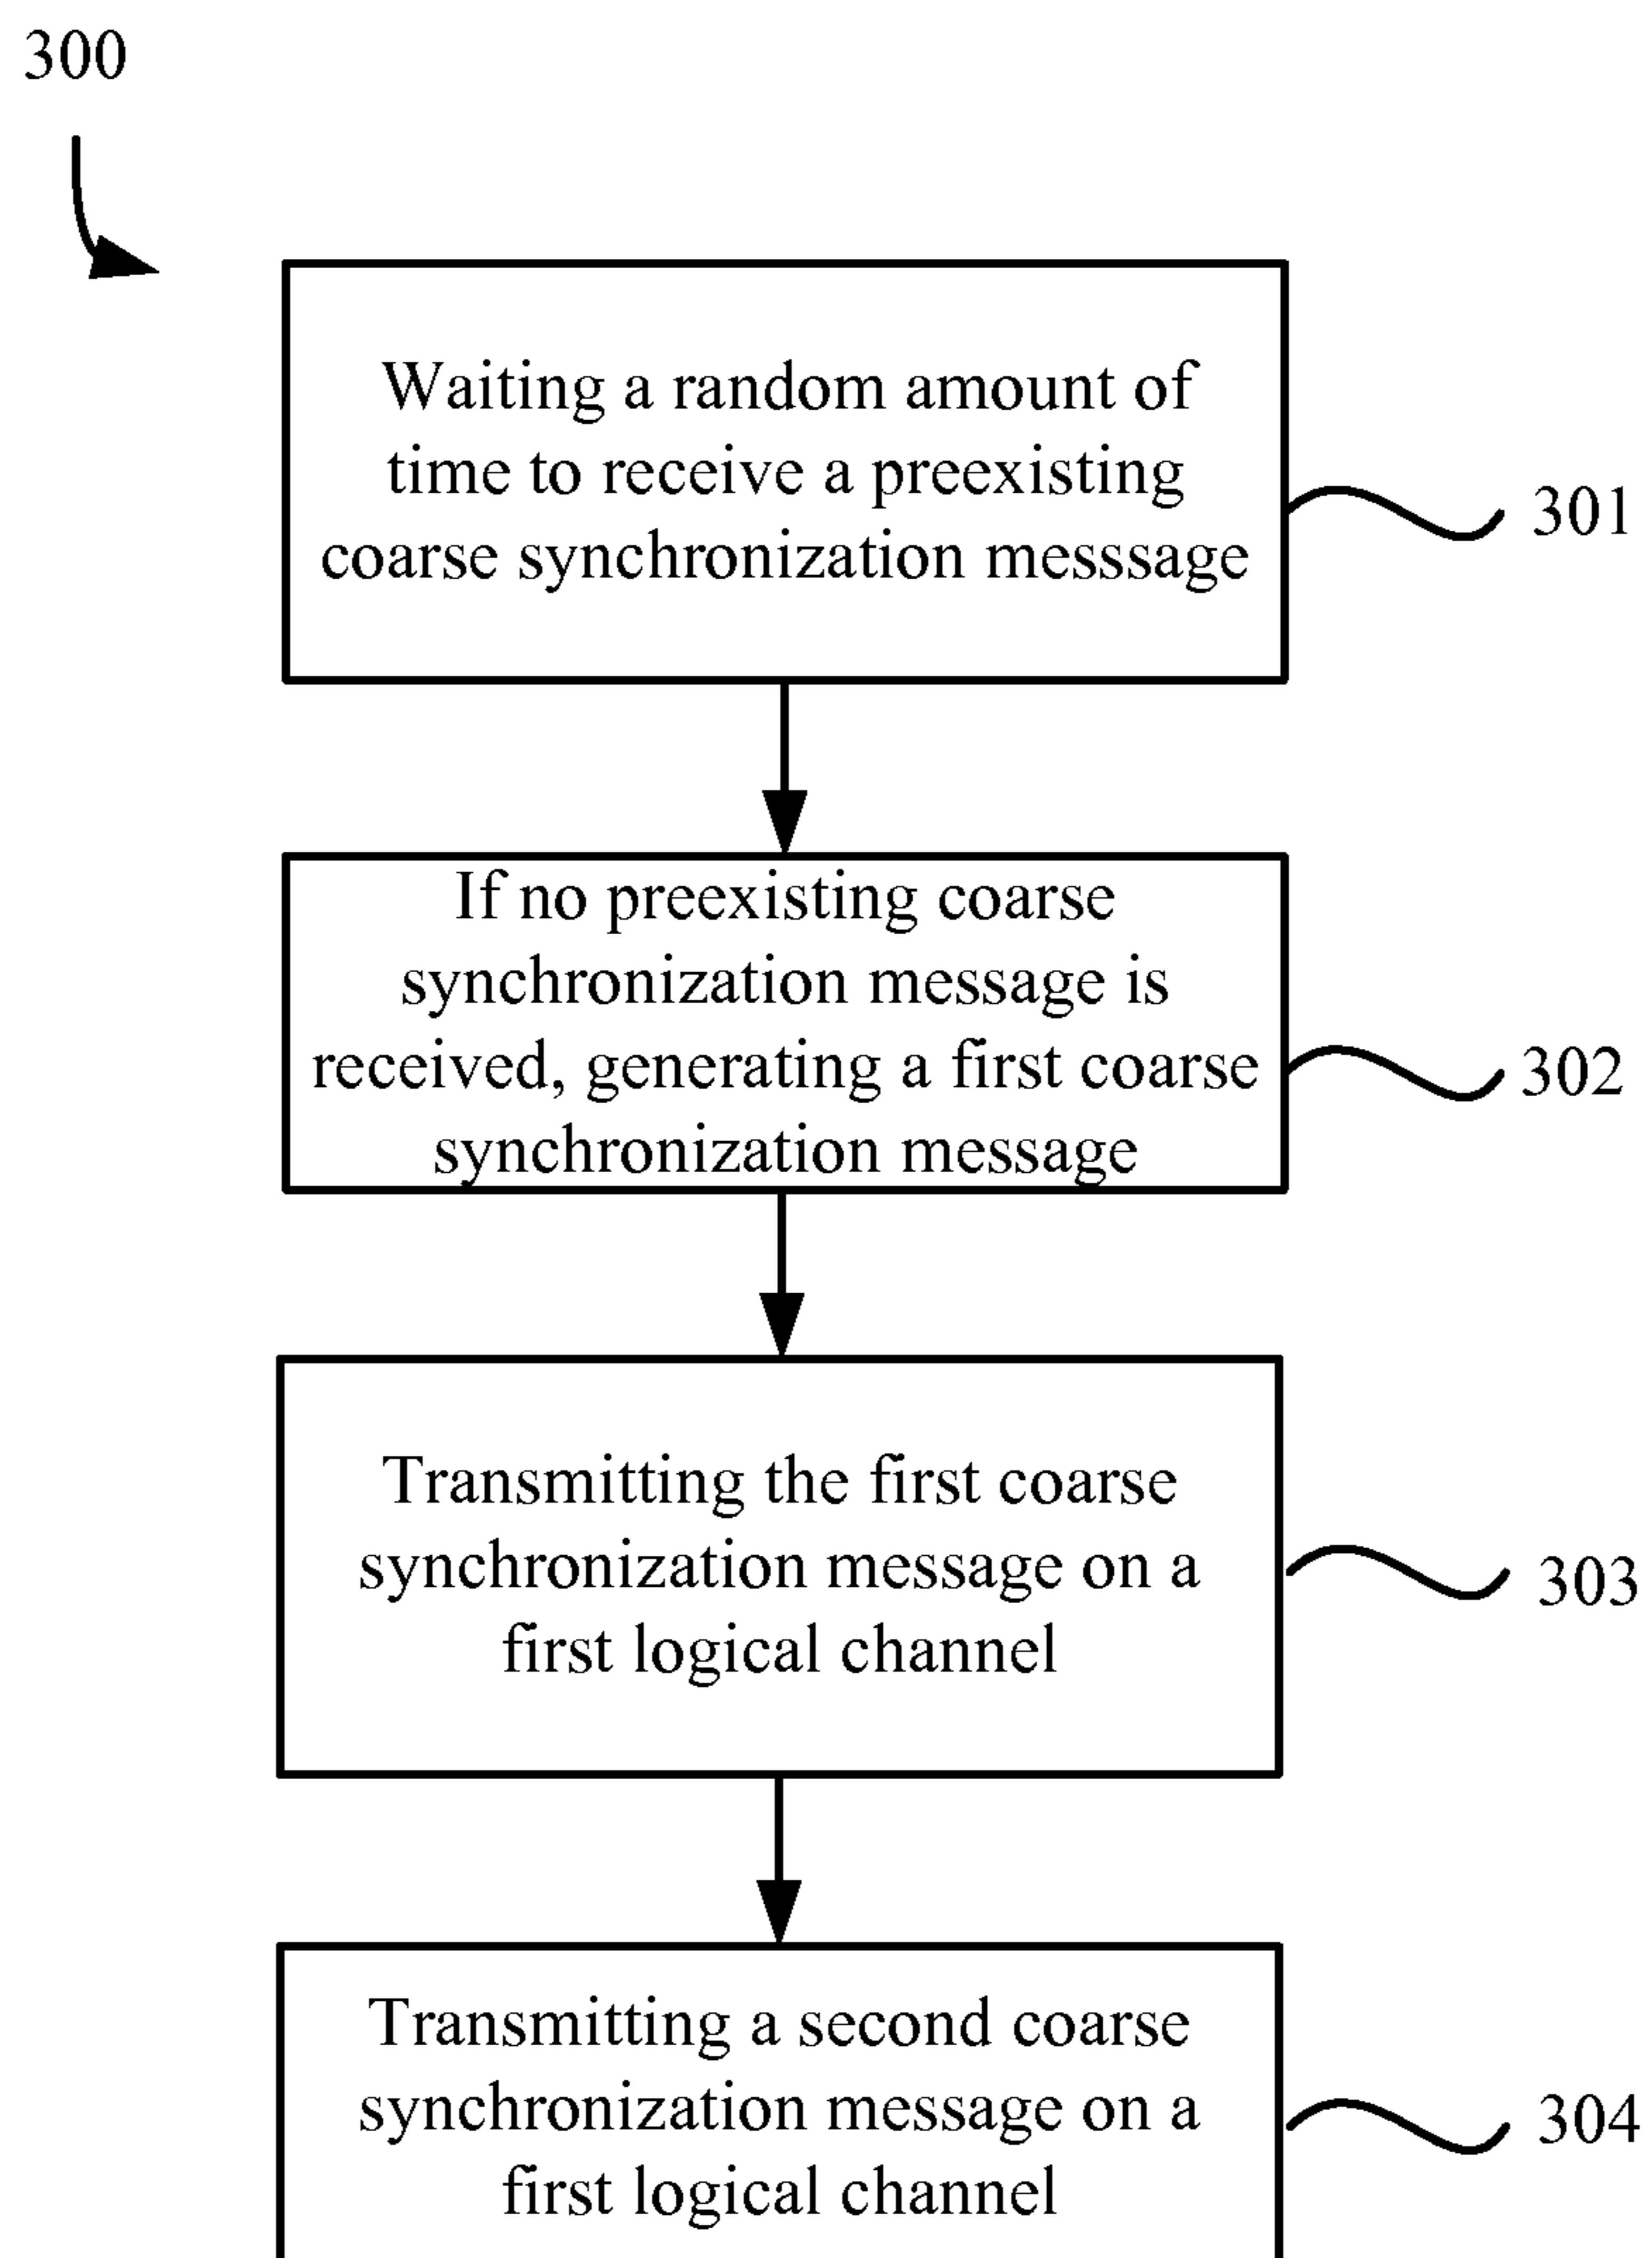 300
Waiting a random amount of
time to receive a preexisting
coarse synchronization messsage
301
If no preexisting coarse
synchronization message is
received, generating a first coarse
synchronization message
302
Transmitting the first coarse
synchronization message on a
first logical channel
303
Transmitting a second coarse
synchronization message on a
first logical channel
304